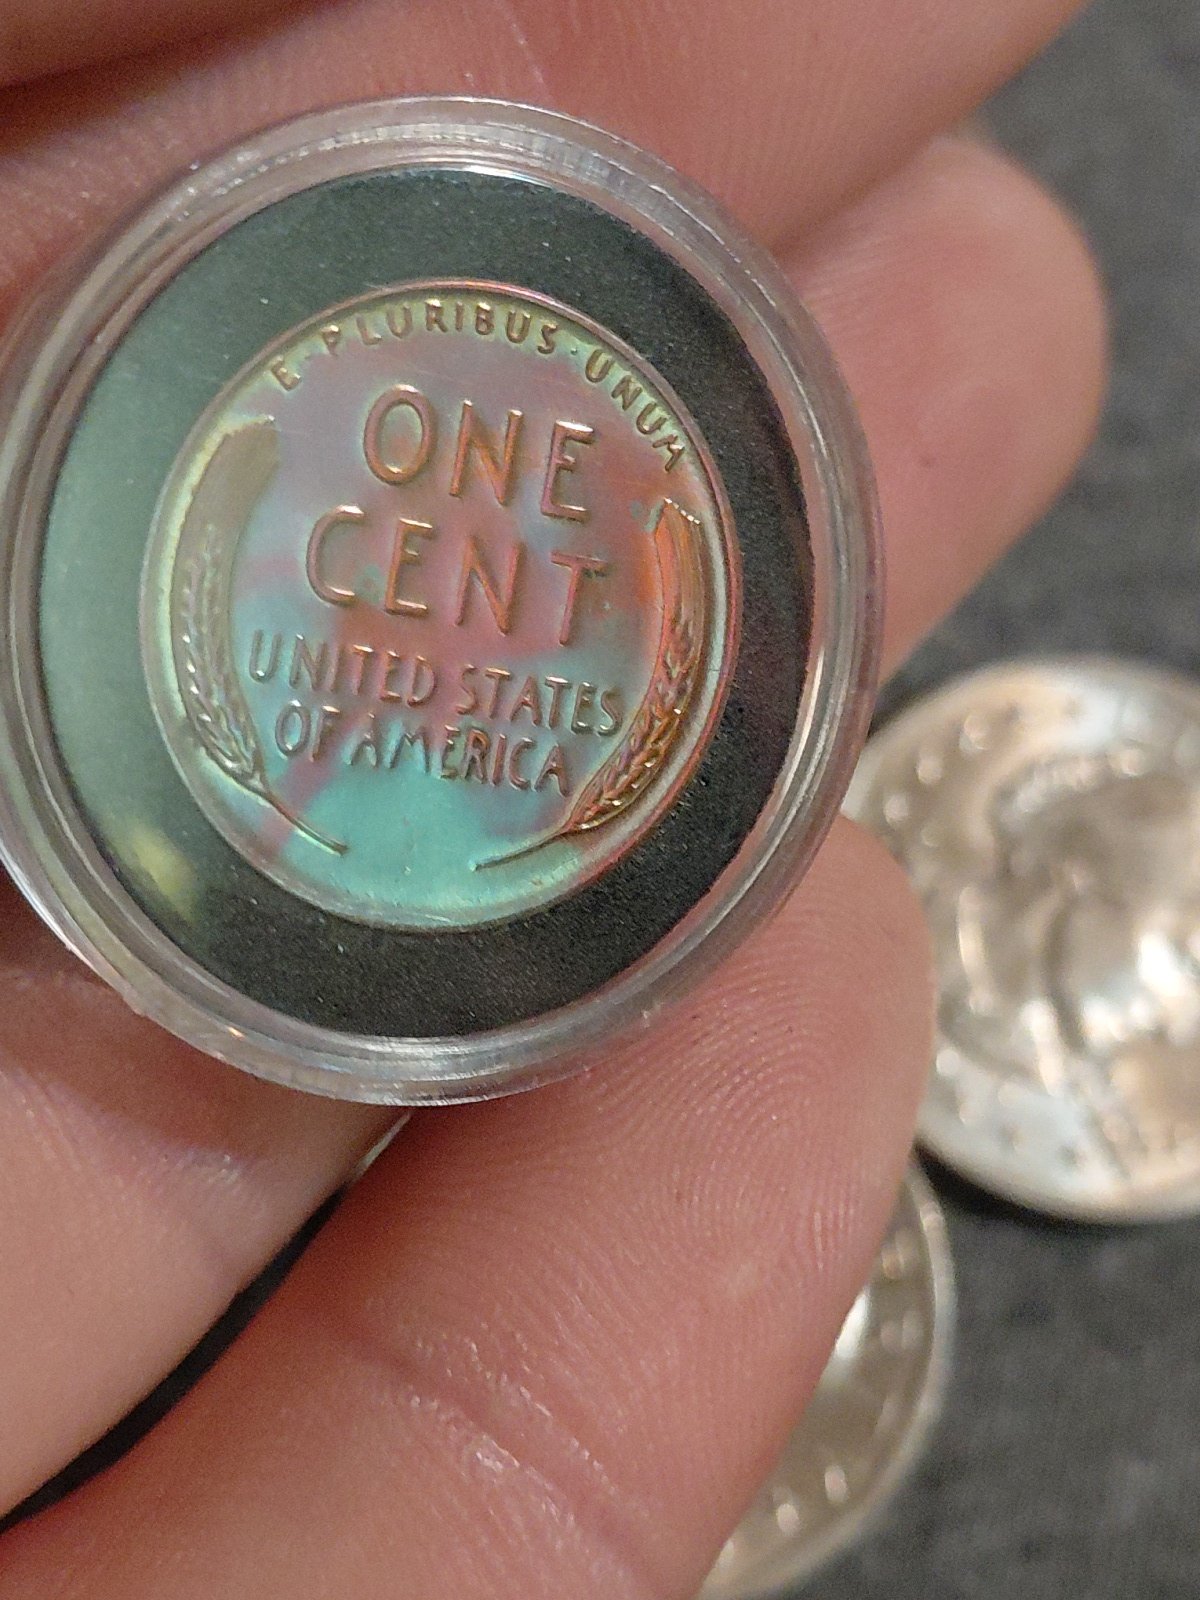 E · PLURIBUS · UNUM
ONE
CENT
UNITED STATES
OF AMERICA